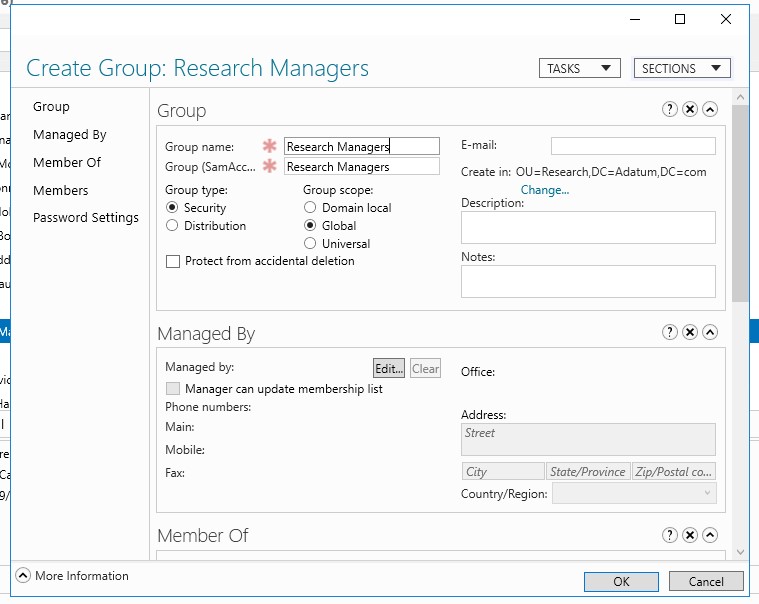 Create Group: Research Managers
TASKS
SECTIONS
Group
Managed By
Member Of
Members
Password Settings
Group
Group name:
Research Managers
E-mail:
Group (SamAcc...
Research Managers
Create in: OU=Research,DC=Adatum,DC=com
Change...
Group type:
Group scope:
Security
Domain local
Description:
Distribution
Global
Universal
Protect from accidental deletion
Notes:
Managed By
Managed by:
Edit...
Clear
Office:
Manager can update membership list
Phone numbers:
Main:
Address:
Street
Mobile:
Fax:
City
State/Province
Zip/Postal co...
Country/Region:
Member Of
More Information
OK
Cancel